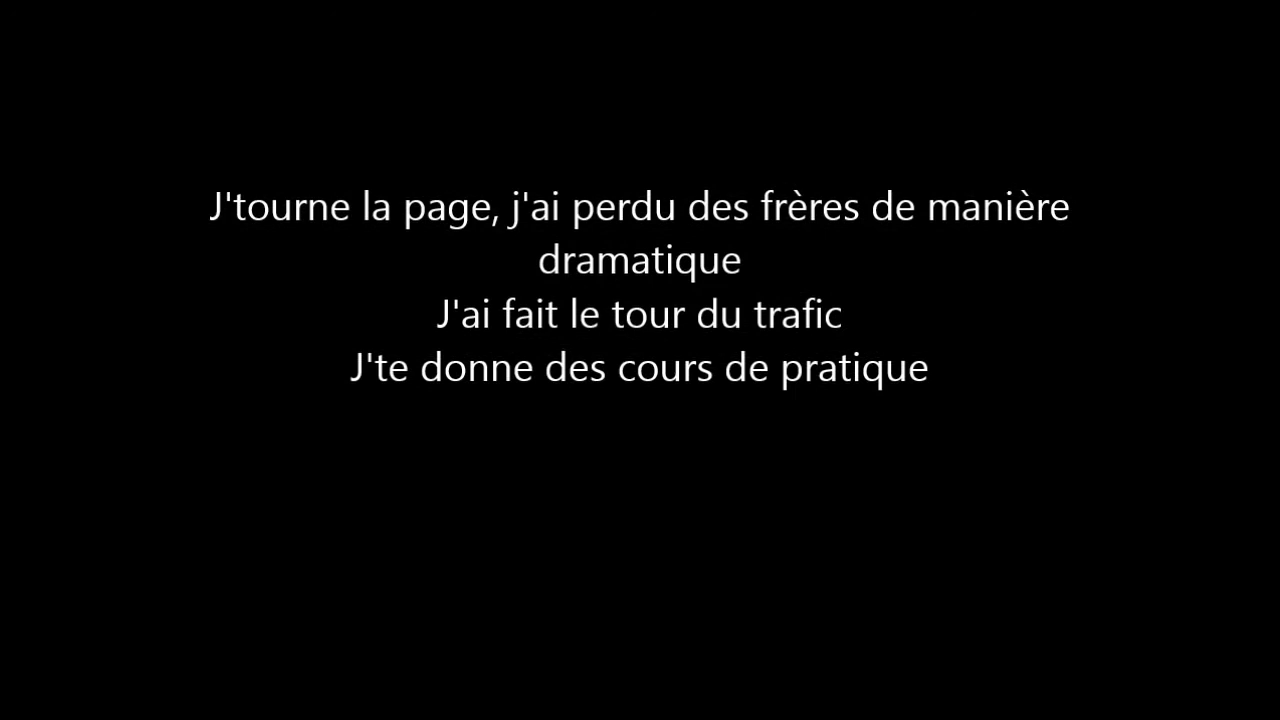 J'tourne la page, j'ai perdu des frères de manière
dramatique
J'ai fait le tour du trafic
J'te donne des cours de pratique